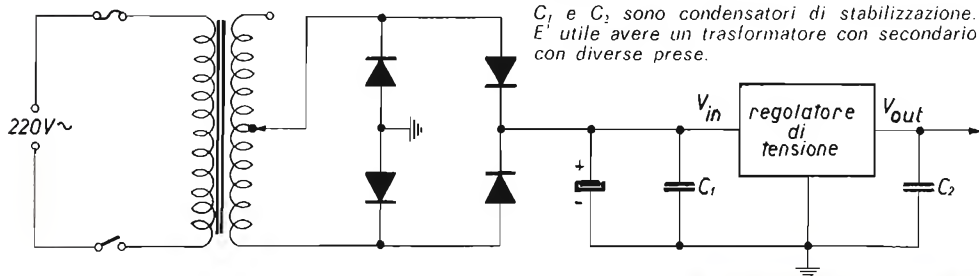 C₁ e C₂ sono condensatori di stabilizzazione.
E' utile avere un trasformatore con secondario
con diverse prese.
220V~
+
-
C₁
Vin
regolatore
di
tensione
Vout
C₂